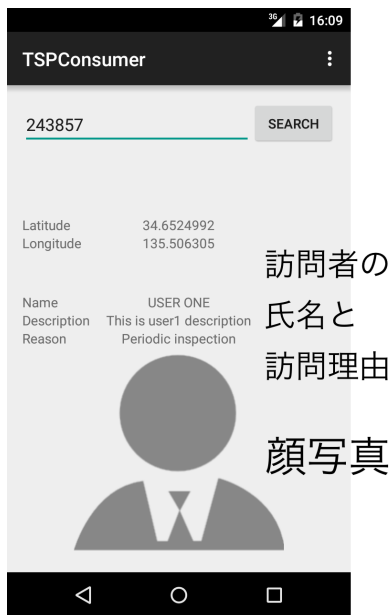 3G 16:09
TSPConsumer
243857 SEARCH
Latitude 34.6524992
Longitude 135.506305
訪問者の
氏名と
訪問理由
Name USER ONE
Description This is user1 description
Reason Periodic inspection
顔写真